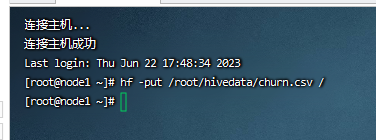 连接主机...
连接主机成功
Last login: Thu Jun 22 17:48:34 2023
[root@node1 ~]# hf -put /root/hivedata/churn.csv /
[root@node1 ~]#